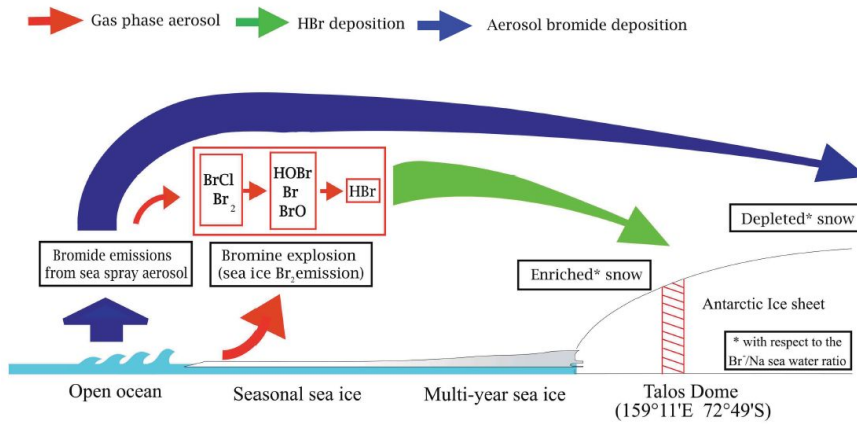 Gas phase aerosol
HBr deposition
Aerosol bromide deposition
BrCl
Br₂
HOBr
Br
BrO
HBr
Depleted* snow
Bromide emissions
from sea spray aerosol
Bromine explosion
(sea ice Br₂emission)
Enriched* snow
Antarctic Ice sheet
* with respect to the
Br⁻/Na sea water ratio
Open ocean
Seasonal sea ice
Multi-year sea ice
Talos Dome
(159°11'E 72°49'S)